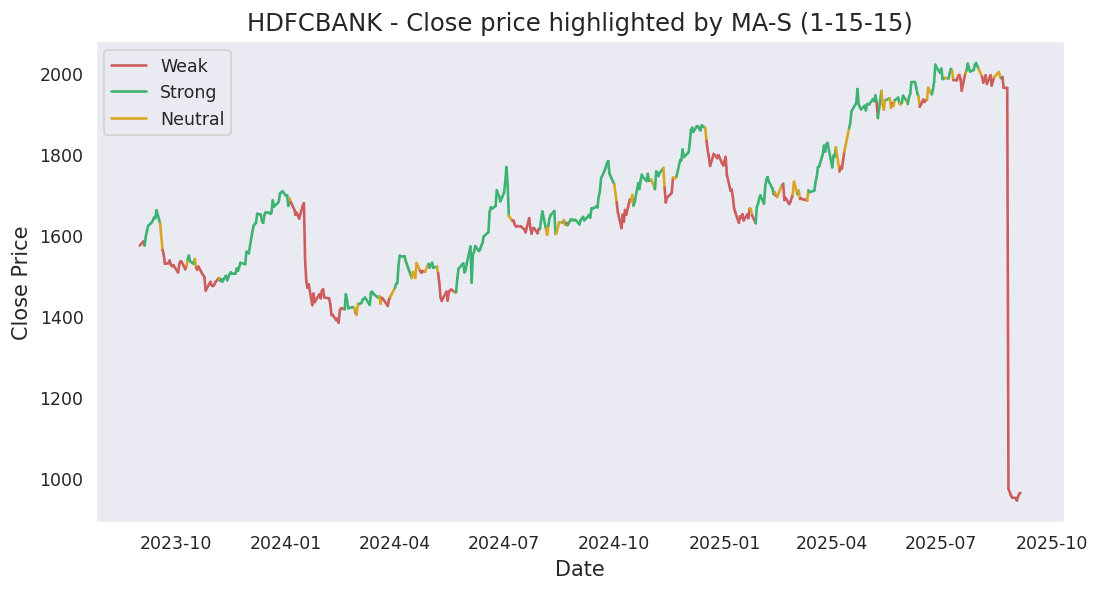 HDFCBANK - Close price highlighted by MA-S (1-15-15)
Weak
Strong
Neutral
Close Price
2000
1800
1600
1400
1200
1000
2023-10 2024-01 2024-04 2024-07 2024-10 2025-01 2025-04 2025-07 2025-10
Date